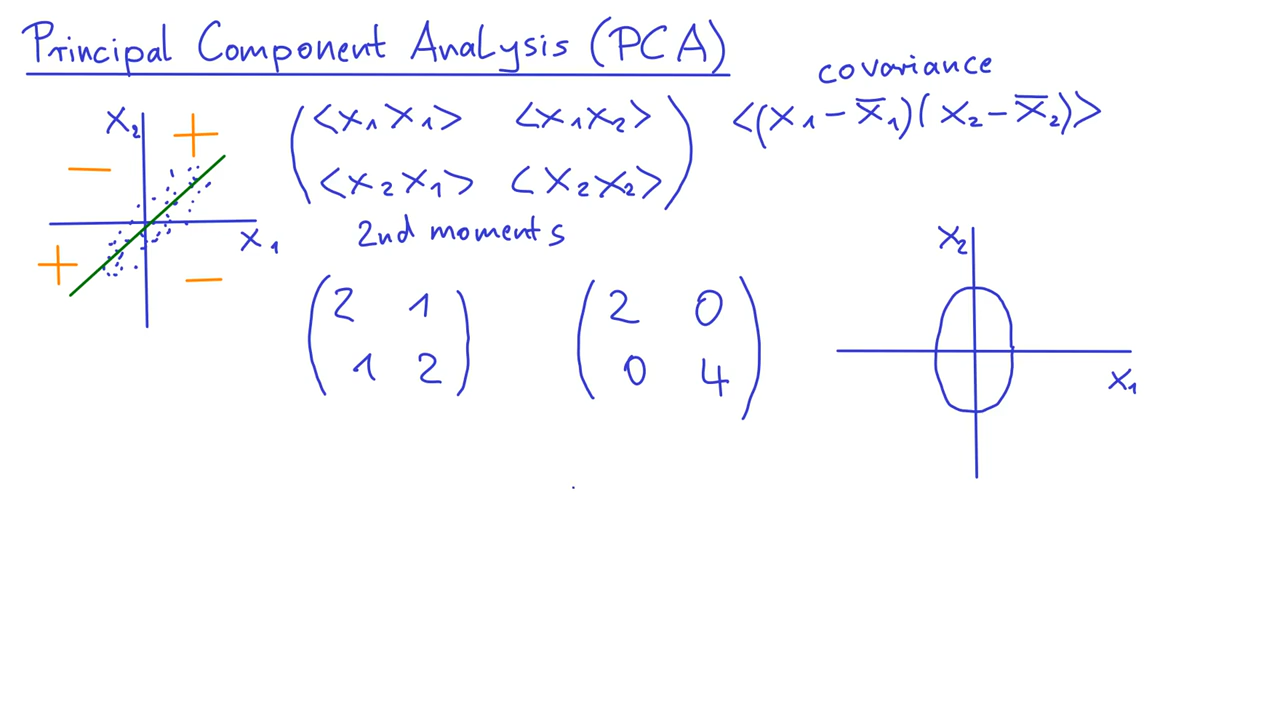 Principal Component Analysis (PCA)
covariance
x₂ + −
(<x₁x₁> <x₁x₂>)
(<x₂x₁> <x₂x₂>)
<(x₁−x̅₁)(x₂−x̅₂)>
x₁
+ −
2nd moments
(2 1)
(1 2)
(2 0)
(0 4)
x₂
x₁